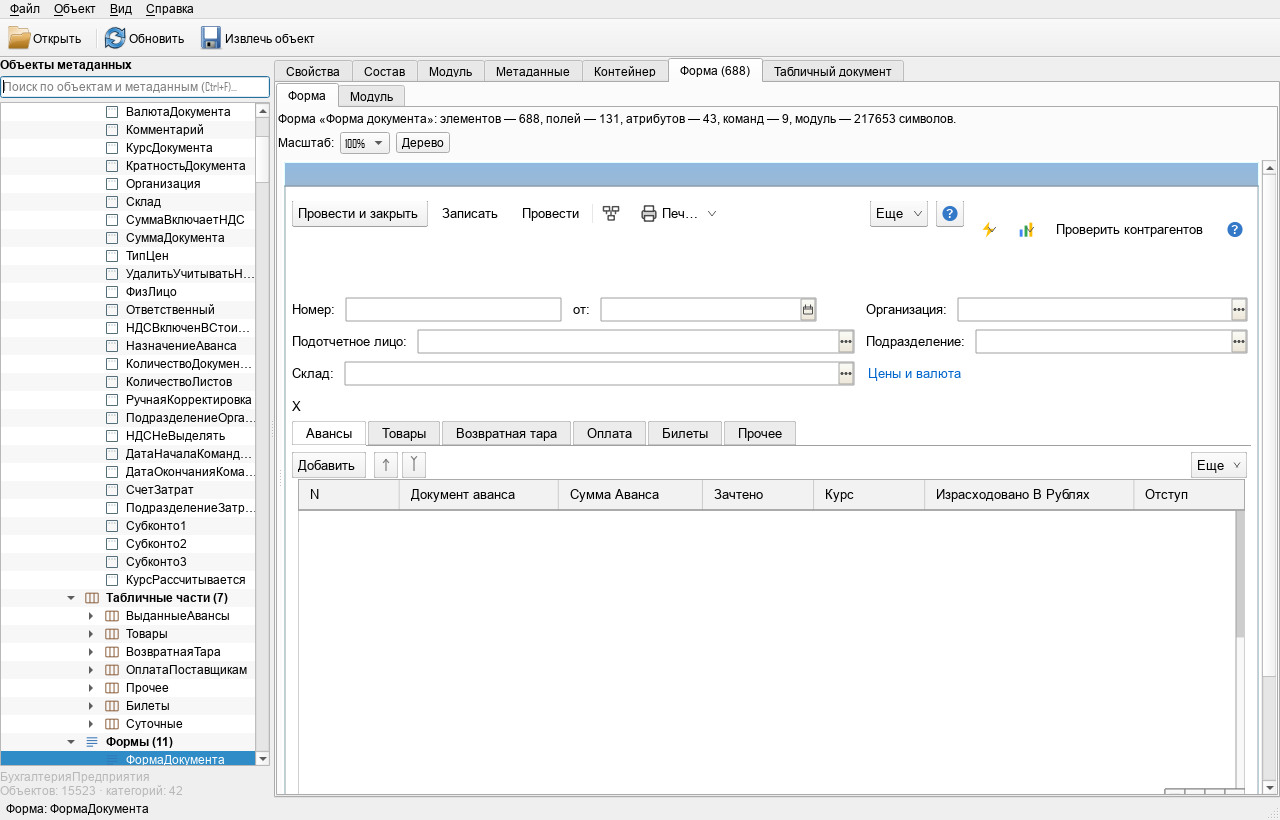 Файл Объект Вид Справка
Открыть Обновить Извлечь объект
Объекты метаданных
Поиск по объектам и метаданным (Ctrl+F)...
ВалютаДокумента
Комментарий
КурсДокумента
КратностьДокумента
Организация
Склад
СуммаВключаетНДС
СуммаДокумента
ТипЦен
УдалитьУчитыватьН…
ФизЛицо
Ответственный
НДСВключенВСтои…
НазначениеАванса
КоличествоДокумен…
КоличествоЛистов
РучнаяКорректировка
ПодразделениеОрга…
НДСНеВыделять
ДатаНачалаКоманд…
ДатаОкончанияКома…
СчетЗатрат
ПодразделениеЗатр…
Субконто1
Субконто2
Субконто3
КурсРассчитывается
Табличные части (7)
ВыданныеАвансы
Товары
ВозвратнаяТара
ОплатаПоставщикам
Прочее
Билеты
Суточные
Формы (11)
ФормаДокумента
БухгалтерияПредприятия
Объектов: 15523 · категорий: 42
Свойства Состав Модуль Метаданные Контейнер Форма (688) Табличный документ
Форма Модуль
Форма «Форма документа»: элементов — 688, полей — 131, атрибутов — 43, команд — 9, модуль — 217653 символов.
Масштаб: 100% Дерево
Провести и закрыть Записать Провести Печ… Еще ?
Проверить контрагентов ?
Номер: от: Организация:
Подотчетное лицо: Подразделение:
Склад: Цены и валюта
X
Авансы Товары Возвратная тара Оплата Билеты Прочее
Добавить Еще
N Документ аванса Сумма Аванса Зачтено Курс Израсходовано В Рублях Отступ
Форма: ФормаДокумента